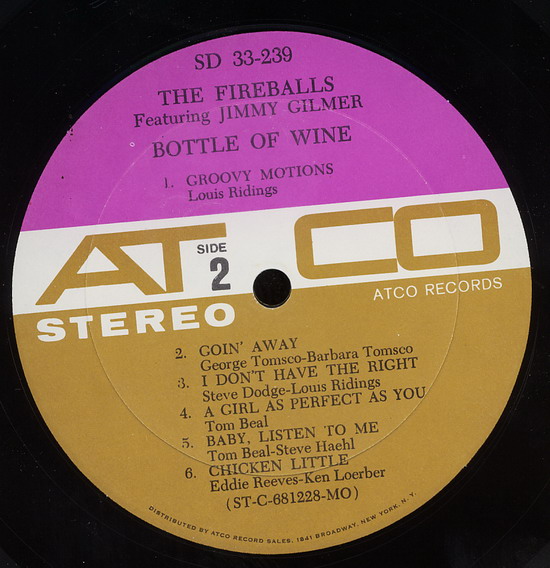 SD 33-239
THE FIREBALLS
Featuring JIMMY GILMER
BOTTLE OF WINE
1. GROOVY MOTIONS
Louis Ridings
ATCO
SIDE
2
ATCO RECORDS
STEREO
2. GOIN' AWAY
George Tomsco-Barbara Tomsco
3. I DON'T HAVE THE RIGHT
Steve Dodge-Louis Ridings
4. A GIRL AS PERFECT AS YOU
Tom Beal
5. BABY, LISTEN TO ME
Tom Beal-Steve Haehl
6. CHICKEN LITTLE
Eddie Reeves-Ken Loerber
(ST-C-681228-MO)
DISTRIBUTED BY ATCO RECORD SALES, 1841 BROADWAY, NEW YORK, N.Y.